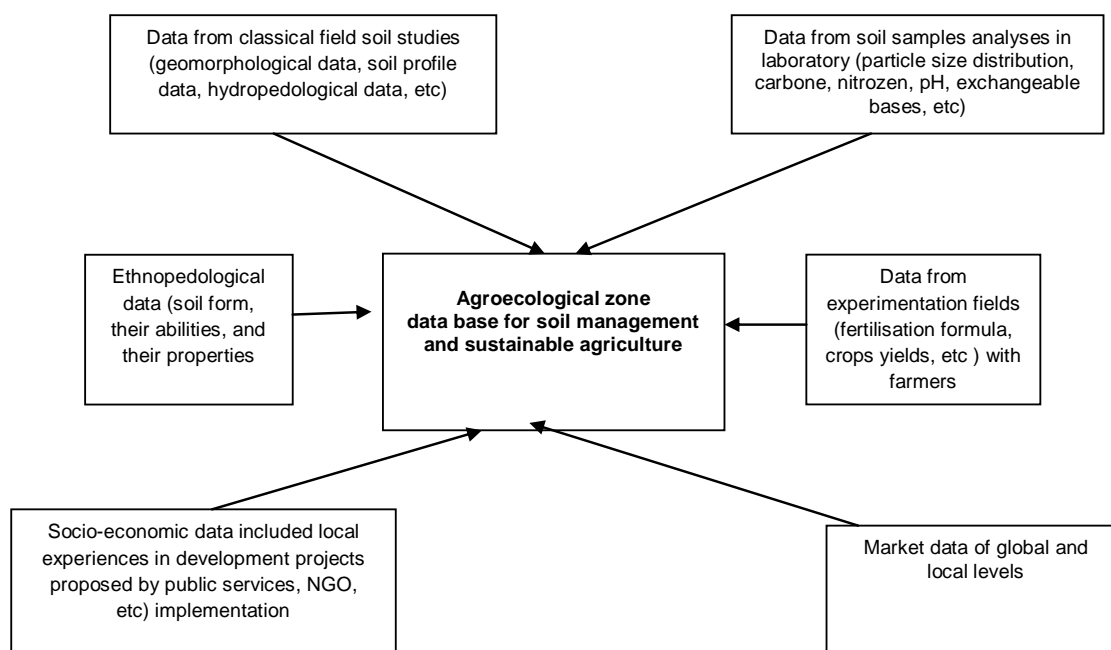 Data from classical field soil studies
(geomorphological data, soil profile
data, hydropedological data, etc)
Data from soil samples analyses in
laboratory (particle size distribution,
carbone, nitrozen, pH, exchangeable
bases, etc)
Ethnopedological
data (soil form,
their abilities, and
their properties
Agroecological zone
data base for soil management
and sustainable agriculture
Data from
experimentation fields
(fertilisation formula,
crops yields, etc ) with
farmers
Socio-economic data included local
experiences in development projects
proposed by public services, NGO,
etc) implementation
Market data of global and
local levels